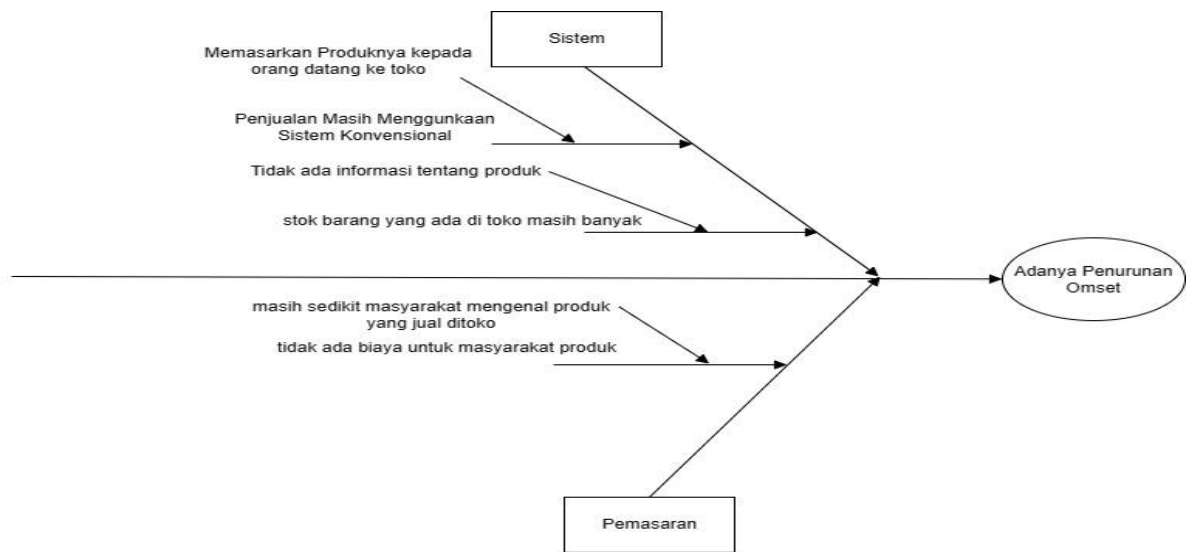 Sistem
Memasarkan Produknya kepada
orang datang ke toko
Penjualan Masih Menggunkaan
Sistem Konvensional
Tidak ada informasi tentang produk
stok barang yang ada di toko masih banyak
Adanya Penurunan
Omset
masih sedikit masyarakat mengenal produk
yang jual ditoko
tidak ada biaya untuk masyarakat produk
Pemasaran